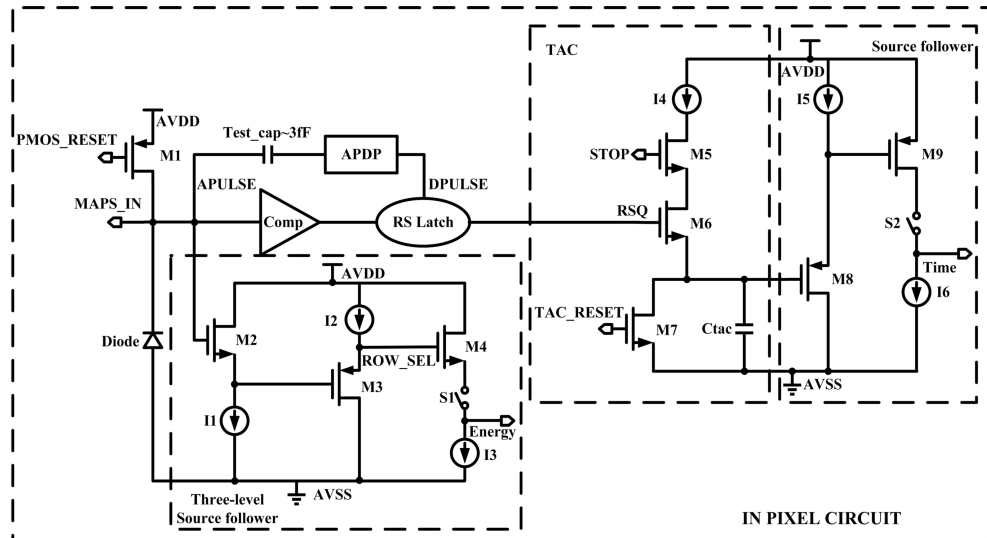 TAC
Source follower
AVDD
I4
I5
STOP
M5
M9
AVDD
PMOS_RESET
M1
Test_cap~3fF
APDP
APULSE
DPULSE
MAPS_IN
Comp
RS Latch
RSQ
M6
S2
Time
M8
I6
TAC_RESET
M7
Ctac
AVSS
AVDD
I2
Diode
M2
ROW_SEL
M4
M3
S1
I1
Energy
I3
AVSS
Three-level
Source follower
IN PIXEL CIRCUIT